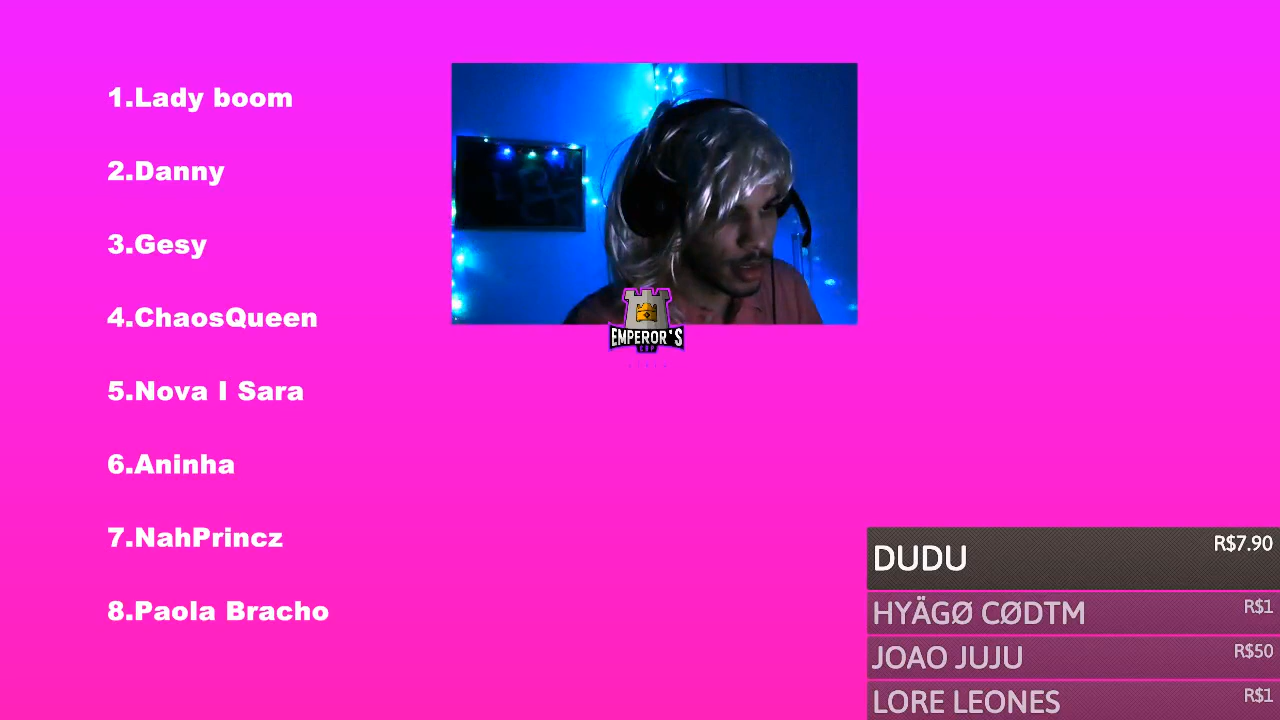 1.Lady boom
2.Danny
3.Gesy
4.ChaosQueen
5.Nova I Sara
6.Aninha
7.NahPrincz
8.Paola Bracho
EMPEROR'S
CUP
DUDU R$7.90
HYÄGØ CØDTM R$1
JOAO JUJU R$50
LORE LEONES R$1